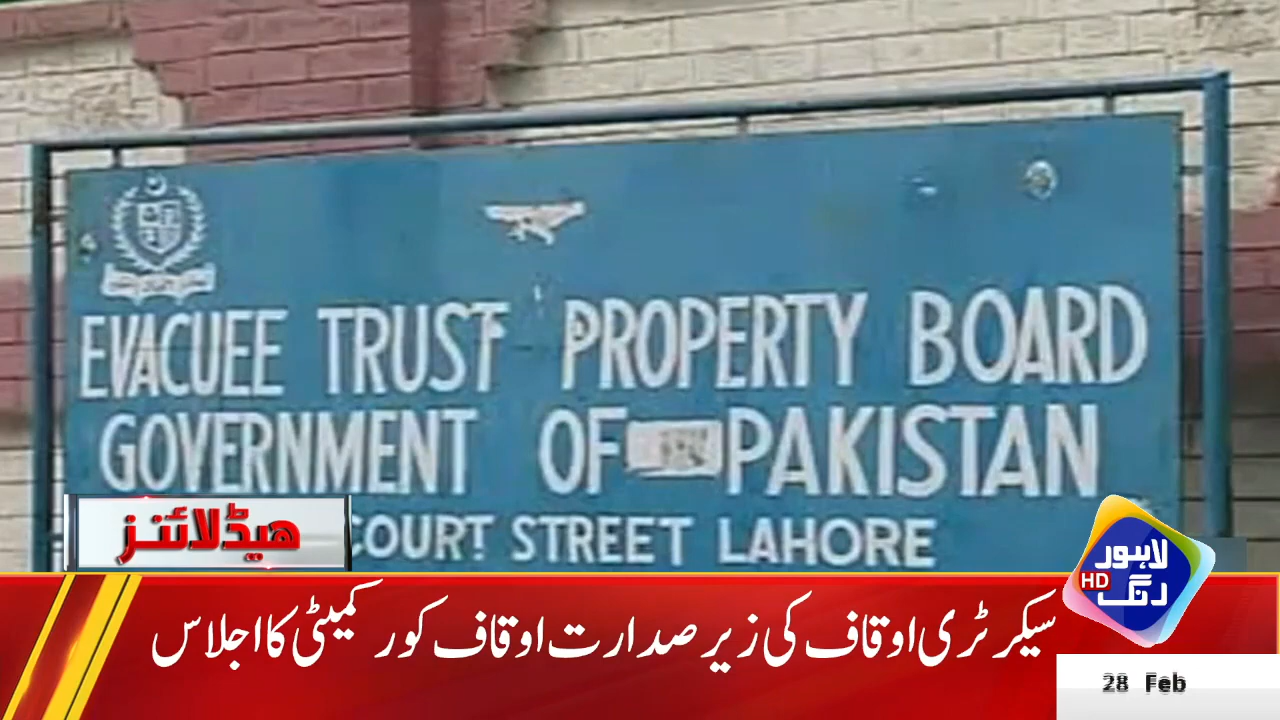 EVACUEE TRUST PROPERTY BOARD
GOVERNMENT OF PAKISTAN
COURT STREET LAHORE
ہیڈلائنز
لاہور
HD رنگ
سیکرٹری اوقاف کی زیر صدارت اوقاف کور کمیٹی کا اجلاس
28 Feb